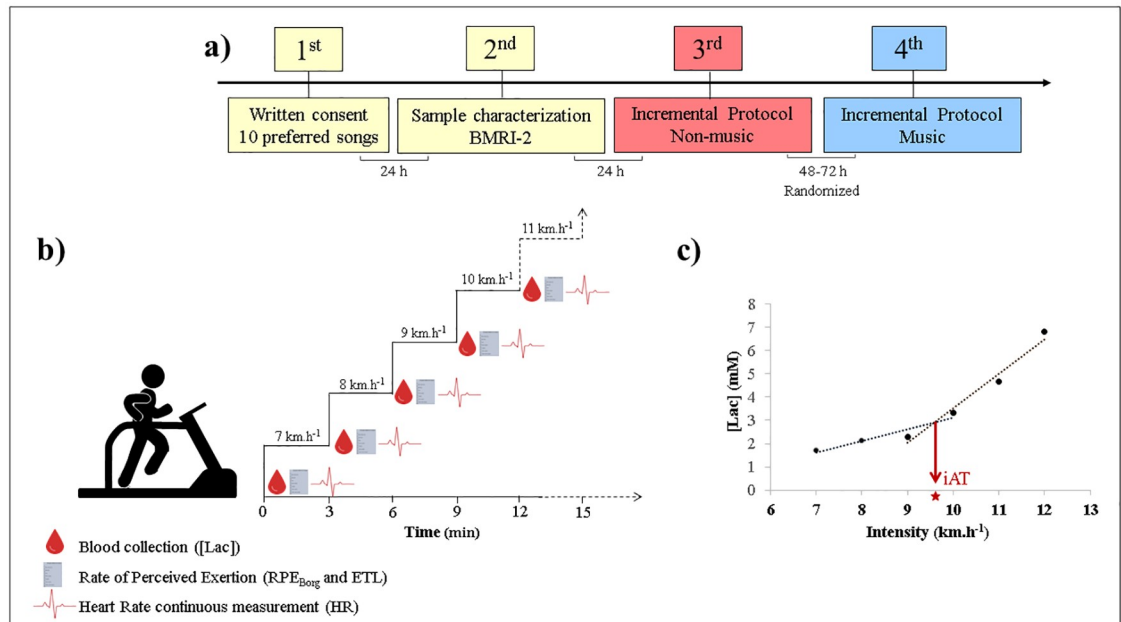 a)
1st
2nd
3rd
4th
Written consent
10 preferred songs
Sample characterization
BMRI-2
Incremental Protocol
Non-music
Incremental Protocol
Music
24 h
24 h
48-72 h
Randomized
b)
11 km.h-1
10 km.h-1
9 km.h-1
8 km.h-1
7 km.h-1
0
3
6
9
12
15
Time (min)
Blood collection ([Lac])
Rate of Perceived Exertion (RPEBorg and ETL)
Heart Rate continuous measurement (HR)
c)
8
7
6
5
4
3
2
1
0
[Lac] (mM)
iAT
6
7
8
9
10
11
12
13
Intensity (km.h-1)